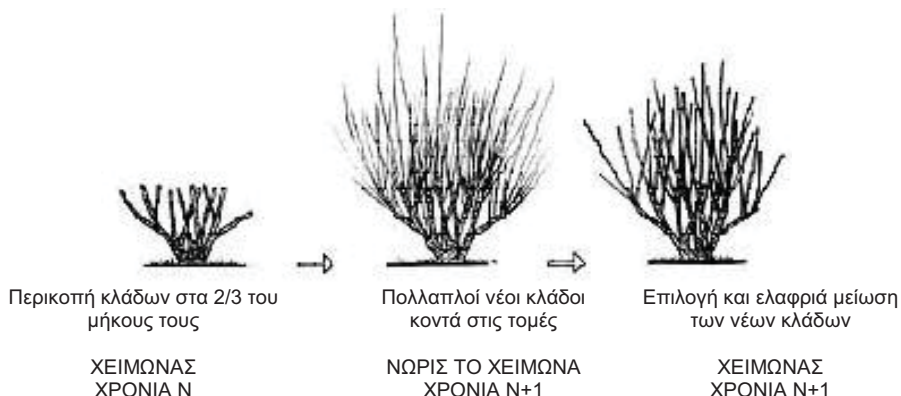 Περικοπή κλάδων στα 2/3 του
μήκους τους
ΧΕΙΜΩΝΑΣ
ΧΡΟΝΙΑ Ν
Πολλαπλοί νέοι κλάδοι
κοντά στις τομές
ΝΩΡΙΣ ΤΟ ΧΕΙΜΩΝΑ
ΧΡΟΝΙΑ Ν+1
Επιλογή και ελαφριά μείωση
των νέων κλάδων
ΧΕΙΜΩΝΑΣ
ΧΡΟΝΙΑ Ν+1